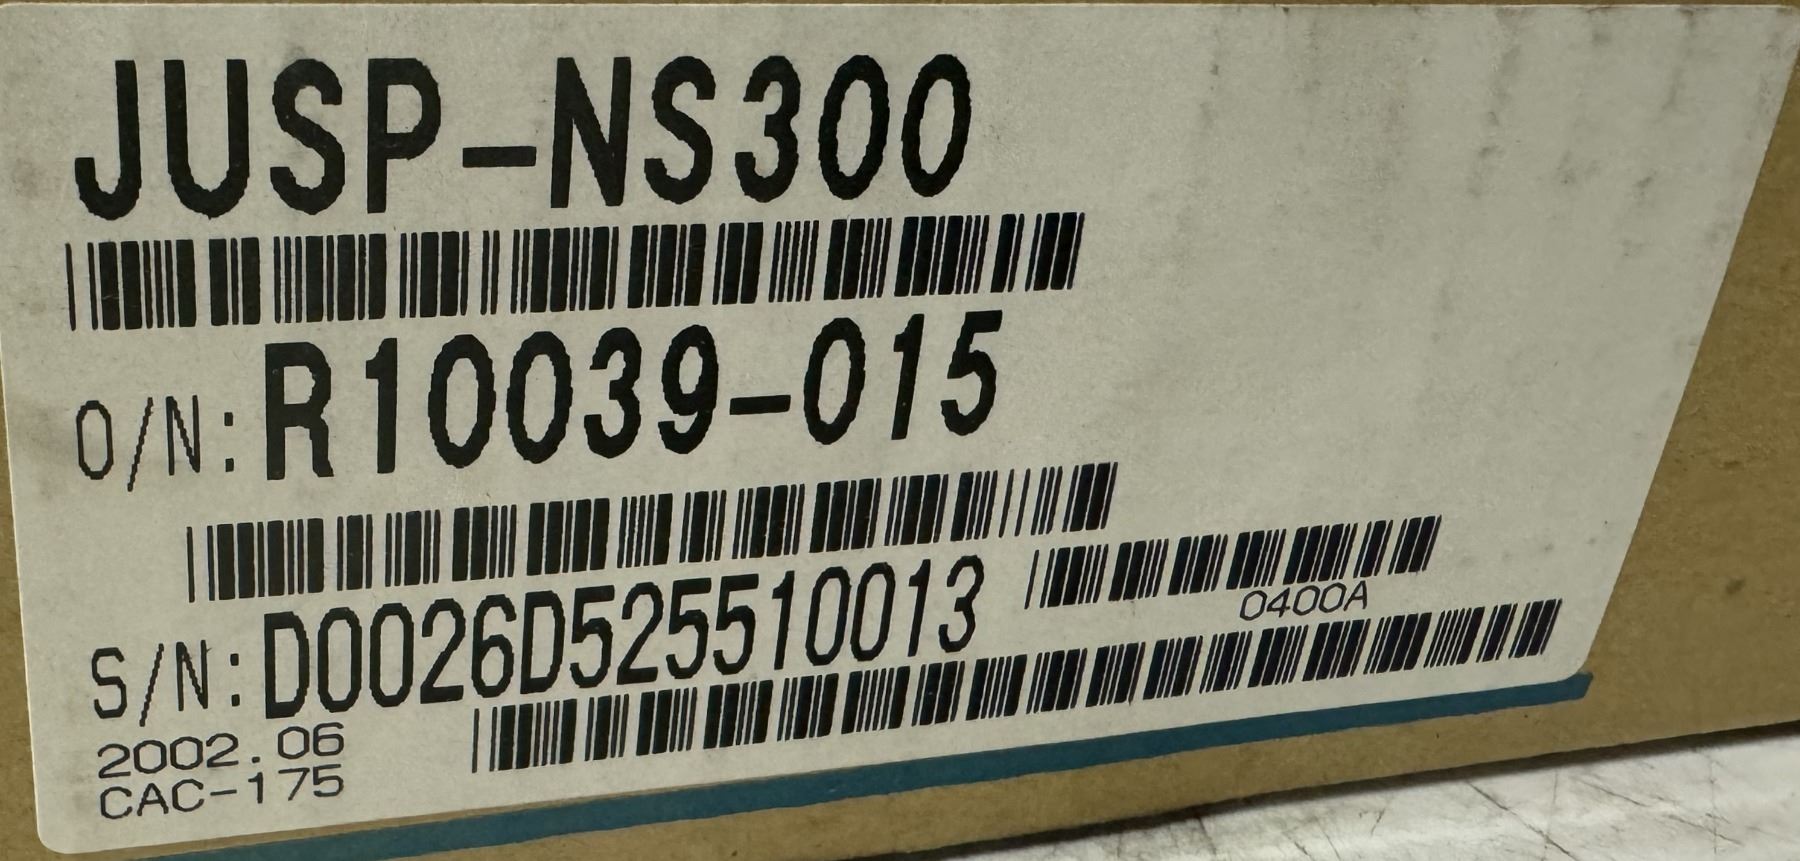 JUSP-NS300
O/N: R10039-015
S/N: D0026D525510013
0400A
2002.06
CAC-175